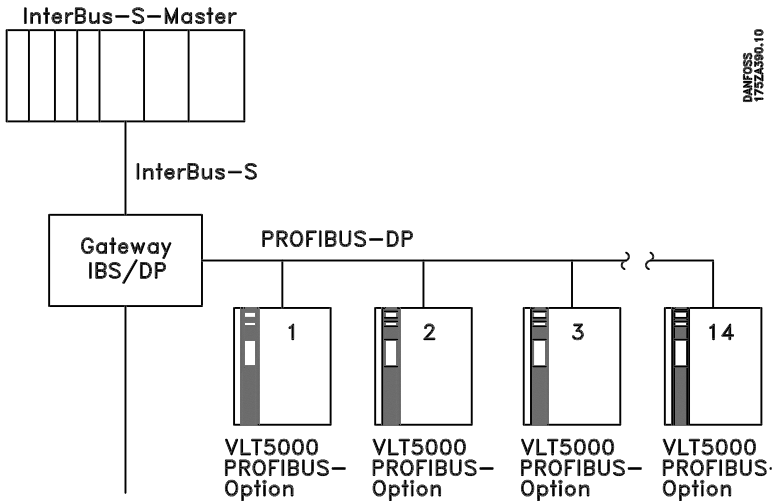 InterBus-S-Master
DANFOSS
175ZA390.10
InterBus-S
Gateway
IBS/DP
PROFIBUS-DP
1
2
3
14
VLT5000
PROFIBUS-
Option
VLT5000
PROFIBUS-
Option
VLT5000
PROFIBUS-
Option
VLT5000
PROFIBUS-
Option